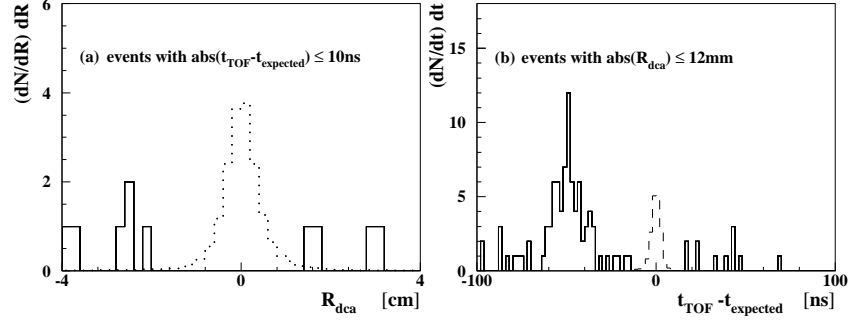 (dN/dR) dR
6
4
2
0
(a) events with abs(t_TOF-t_expected) ≤ 10ns
-4 0 4
R_dca [cm]
(dN/dt) dt
15
10
5
0
(b) events with abs(R_dca) ≤ 12mm
-100 0 100
t_TOF -t_expected [ns]